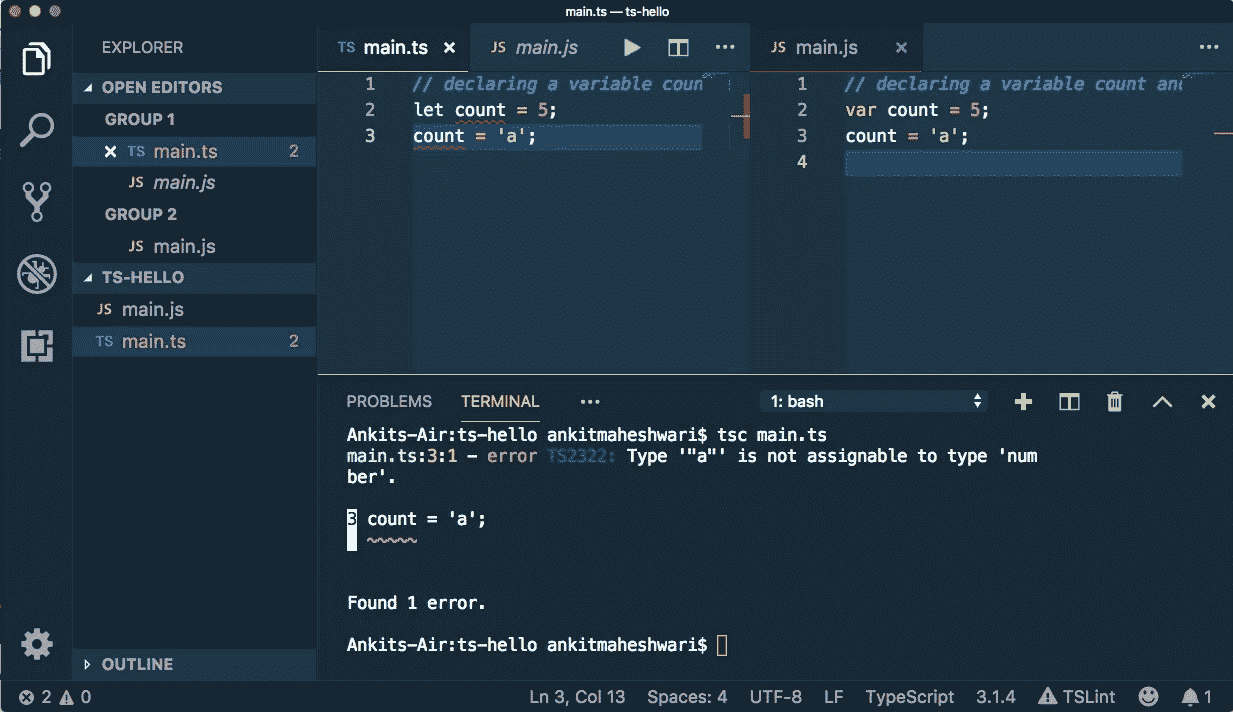 main.ts — ts-hello
EXPLORER
OPEN EDITORS
GROUP 1
TS main.ts 2
JS main.js
GROUP 2
JS main.js
TS-HELLO
JS main.js
TS main.ts 2
OUTLINE
TS main.ts
JS main.js
1 // declaring a variable coun
2 let count = 5;
3 count = 'a';
JS main.js
1 // declaring a variable count and
2 var count = 5;
3 count = 'a';
4
PROBLEMS TERMINAL
1: bash
Ankits-Air:ts-hello ankitmaheshwari$ tsc main.ts
main.ts:3:1 - error TS2322: Type '"a"' is not assignable to type 'num
ber'.
3 count = 'a';
~~~~~
Found 1 error.
Ankits-Air:ts-hello ankitmaheshwari$
2 0 Ln 3, Col 13 Spaces: 4 UTF-8 LF TypeScript 3.1.4 TSLint 1